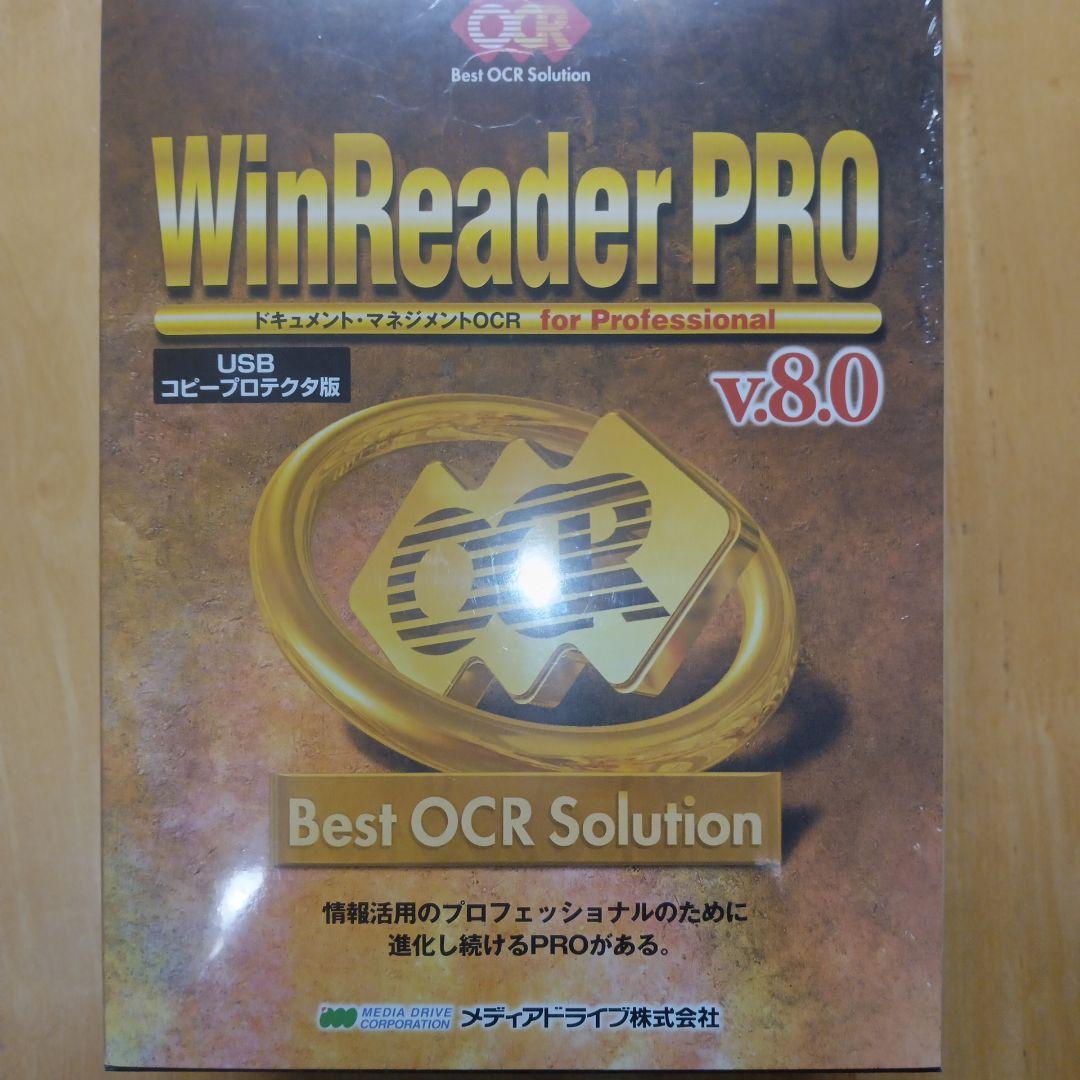 OCR
Best OCR Solution
WinReader PRO
ドキュメント・マネジメントOCR for Professional
USB
コピープロテクタ版
v.8.0
OCR
Best OCR Solution
情報活用のプロフェッショナルのために
進化し続けるPROがある。
MEDIA DRIVE
CORPORATION
メディアドライブ株式会社